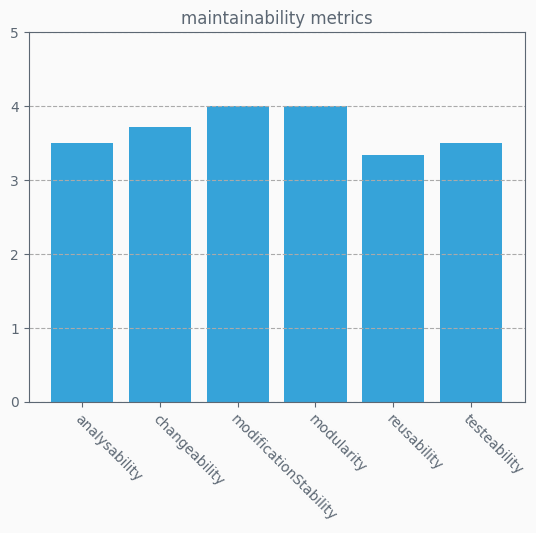 maintainability metrics
5
4
3
2
1
0
analysability
changeability
modificationStability
modularity
reusability
testeability